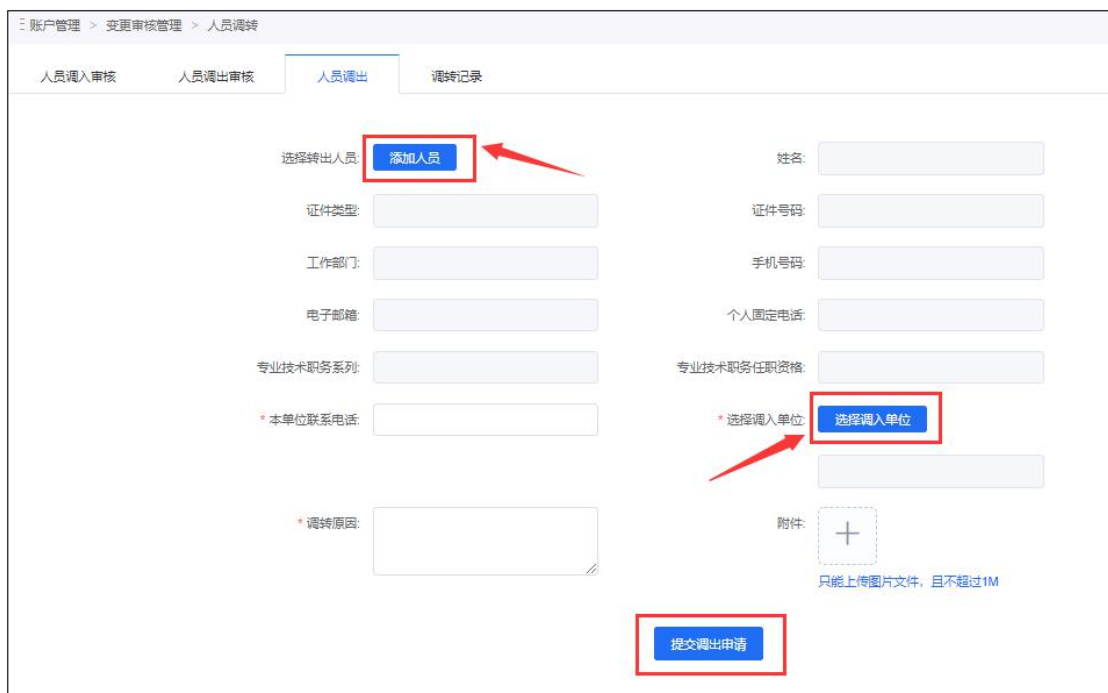 账户管理 > 变更审核管理 > 人员调转
人员调入审核 人员调出审核 人员调出 调转记录
选择转出人员: 添加人员 姓名:
证件类型: 证件号码:
工作部门: 手机号码:
电子邮箱: 个人固定电话:
专业技术职务系列: 专业技术职务任职资格:
* 本单位联系电话: * 选择调入单位: 选择调入单位
* 调转原因: 附件:
只能上传图片文件，且不超过1M
提交调出申请